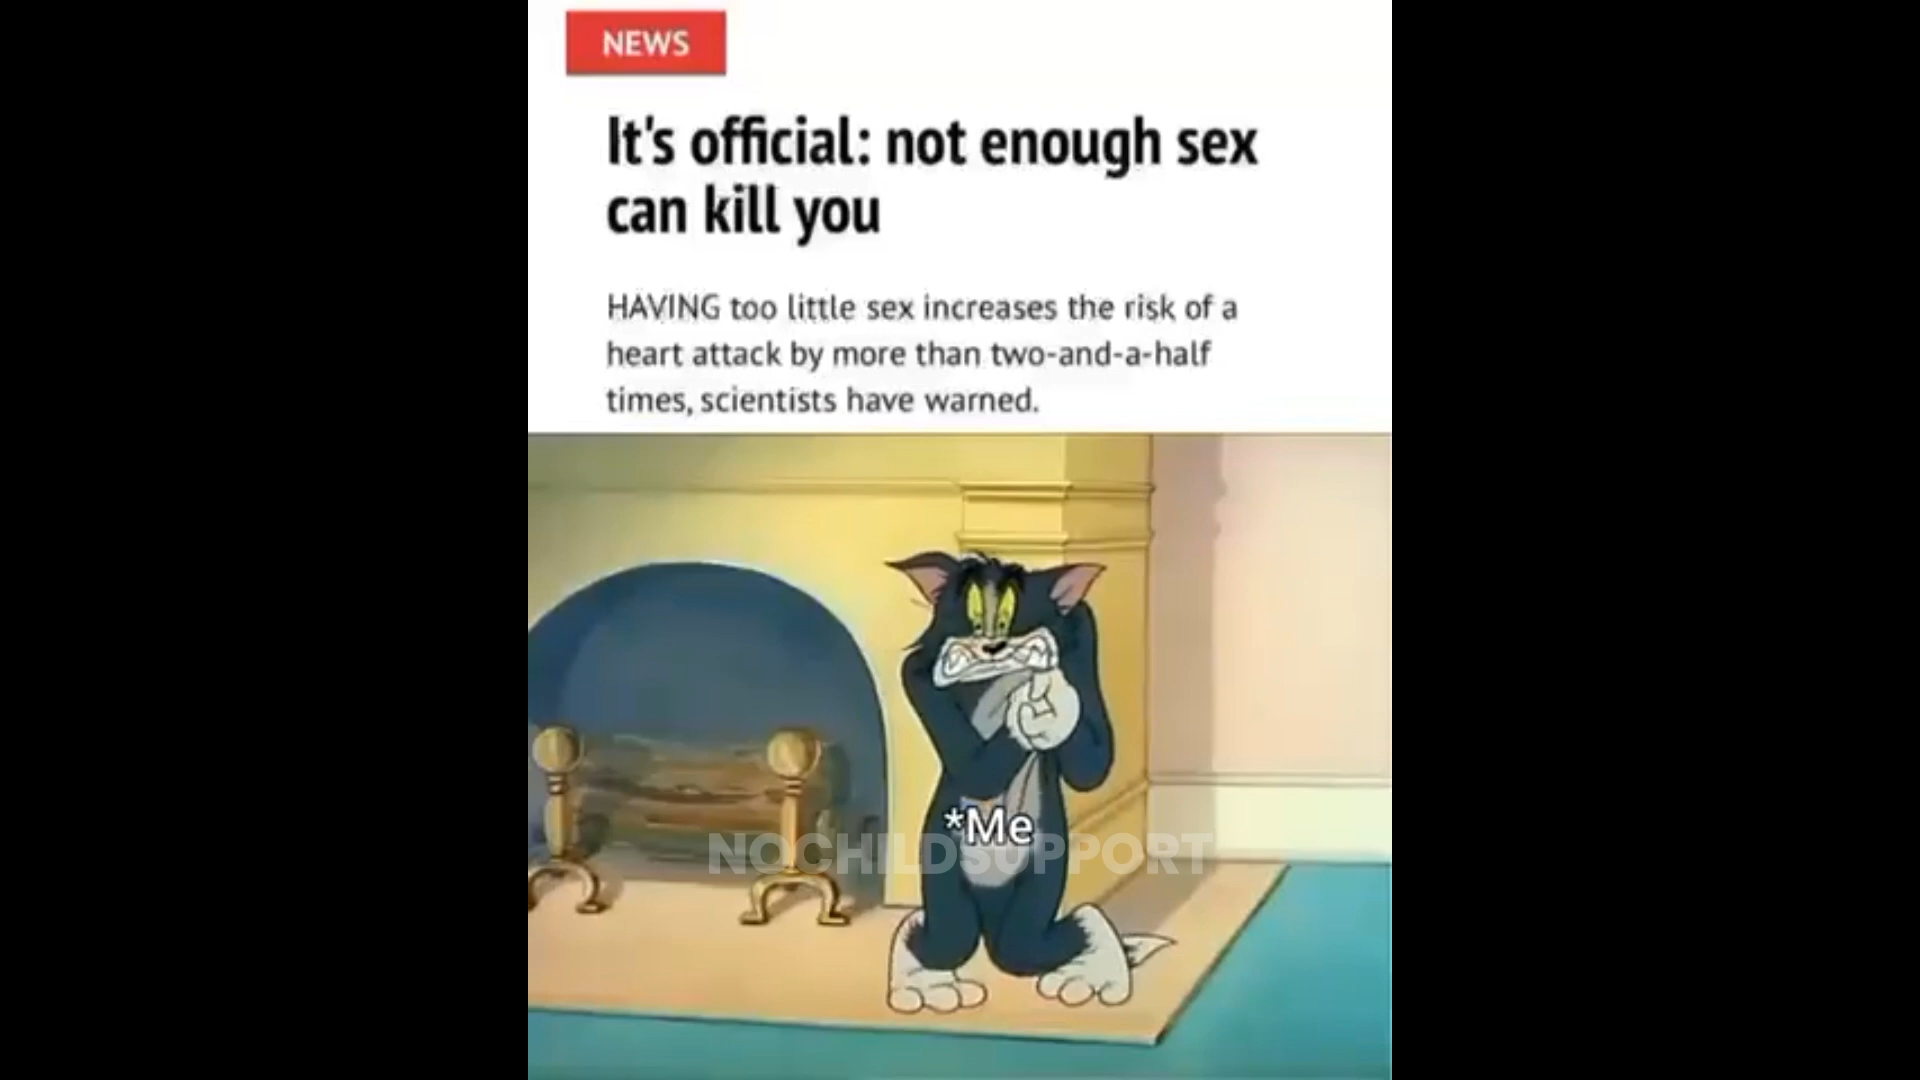 NEWS
It's official: not enough sex
can kill you
HAVING too little sex increases the risk of a
heart attack by more than two-and-a-half
times, scientists have warned.
*Me
NOCHILDSUPPORT